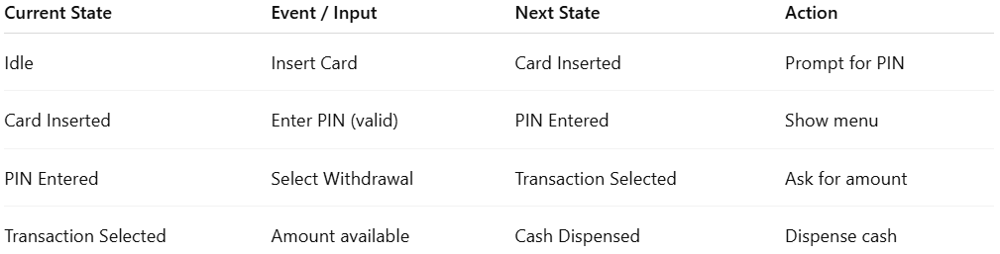 Current State Event / Input Next State Action
Idle Insert Card Card Inserted Prompt for PIN
Card Inserted Enter PIN (valid) PIN Entered Show menu
PIN Entered Select Withdrawal Transaction Selected Ask for amount
Transaction Selected Amount available Cash Dispensed Dispense cash